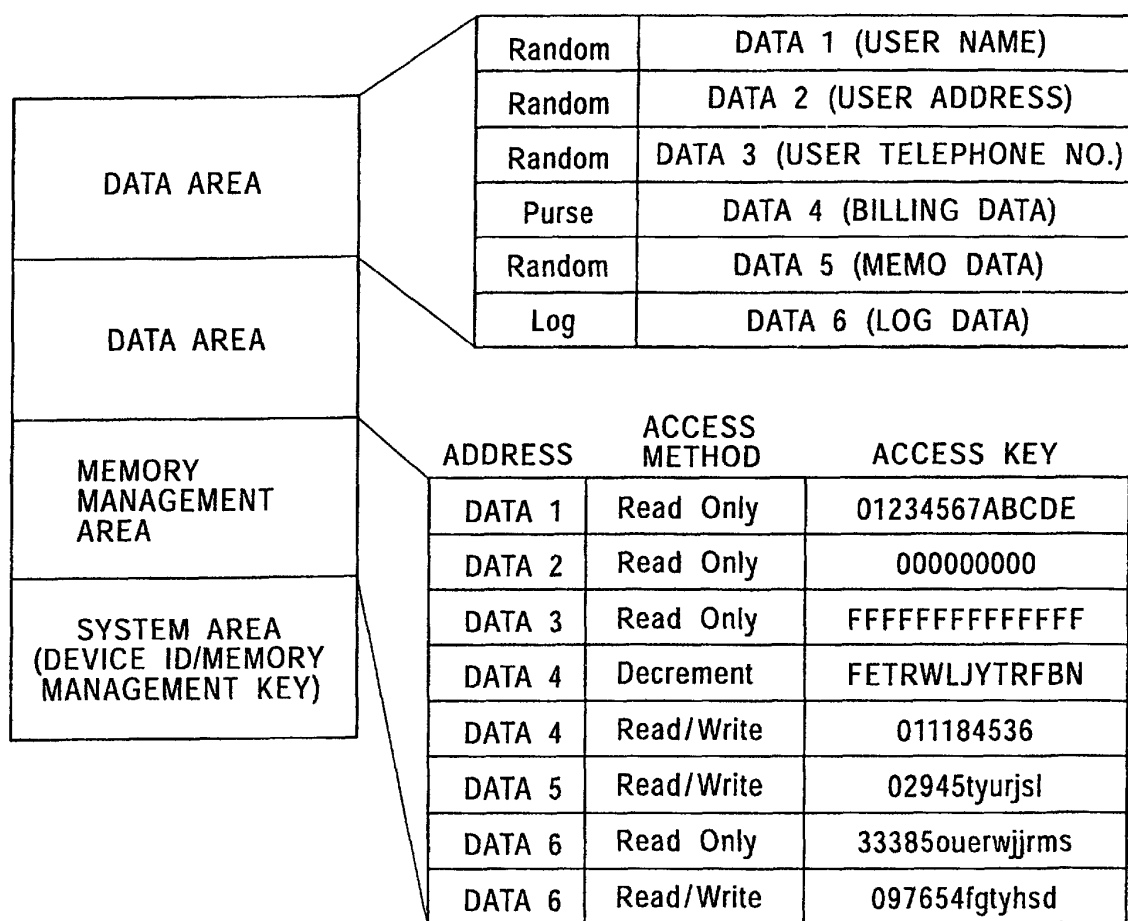 Random DATA 1 (USER NAME)
Random DATA 2 (USER ADDRESS)
Random DATA 3 (USER TELEPHONE NO.)
Purse DATA 4 (BILLING DATA)
Random DATA 5 (MEMO DATA)
Log DATA 6 (LOG DATA)
DATA AREA
DATA AREA
MEMORY
MANAGEMENT
AREA
SYSTEM AREA
(DEVICE ID/MEMORY
MANAGEMENT KEY)
ADDRESS ACCESS METHOD ACCESS KEY
DATA 1 Read Only 01234567ABCDE
DATA 2 Read Only 000000000
DATA 3 Read Only FFFFFFFFFFFFFF
DATA 4 Decrement FETRWLJYTRFBN
DATA 4 Read/Write 011184536
DATA 5 Read/Write 02945tyurjsl
DATA 6 Read Only 33385ouerwjjrms
DATA 6 Read/Write 097654fgtyhsd